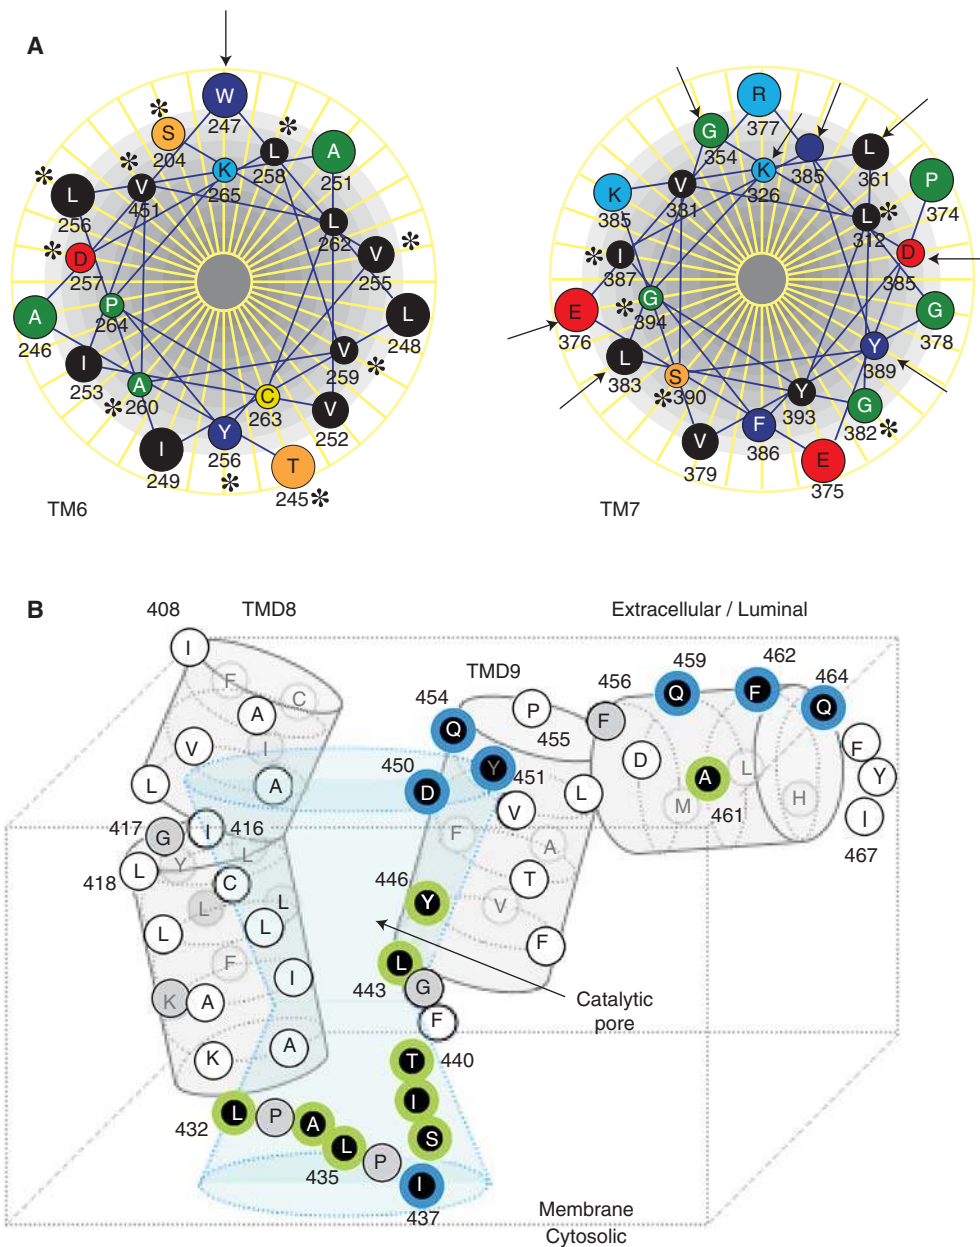 A
W
247
S
204
L
258
A
251
K
265
L
256
V
451
L
262
V
255
D
257
P
264
A
246
L
248
I
253
V
259
A
260
C
263
V
252
I
249
Y
256
T
245
TM6
R
377
G
354
385
L
361
K
326
P
374
K
385
V
381
L
312
I
387
D
385
E
376
G
394
G
378
L
383
S
390
Y
389
Y
393
G
382
V
379
F
386
E
375
TM7
B
408
TMD8
Extracellular / Luminal
I
F
C
A
V
I
L
A
TMD9
454
Q
P
455
456
F
459
Q
462
F
464
Q
450
D
Y
451
V
L
D
A
461
L
M
H
F
Y
I
467
417
G
I
416
Y
L
418
L
C
L
L
L
L
F
I
K
A
K
A
F
A
446
Y
T
V
F
L
443
G
F
Catalytic
pore
T
440
I
S
432
L
P
A
L
435
P
I
437
Membrane
Cytosolic